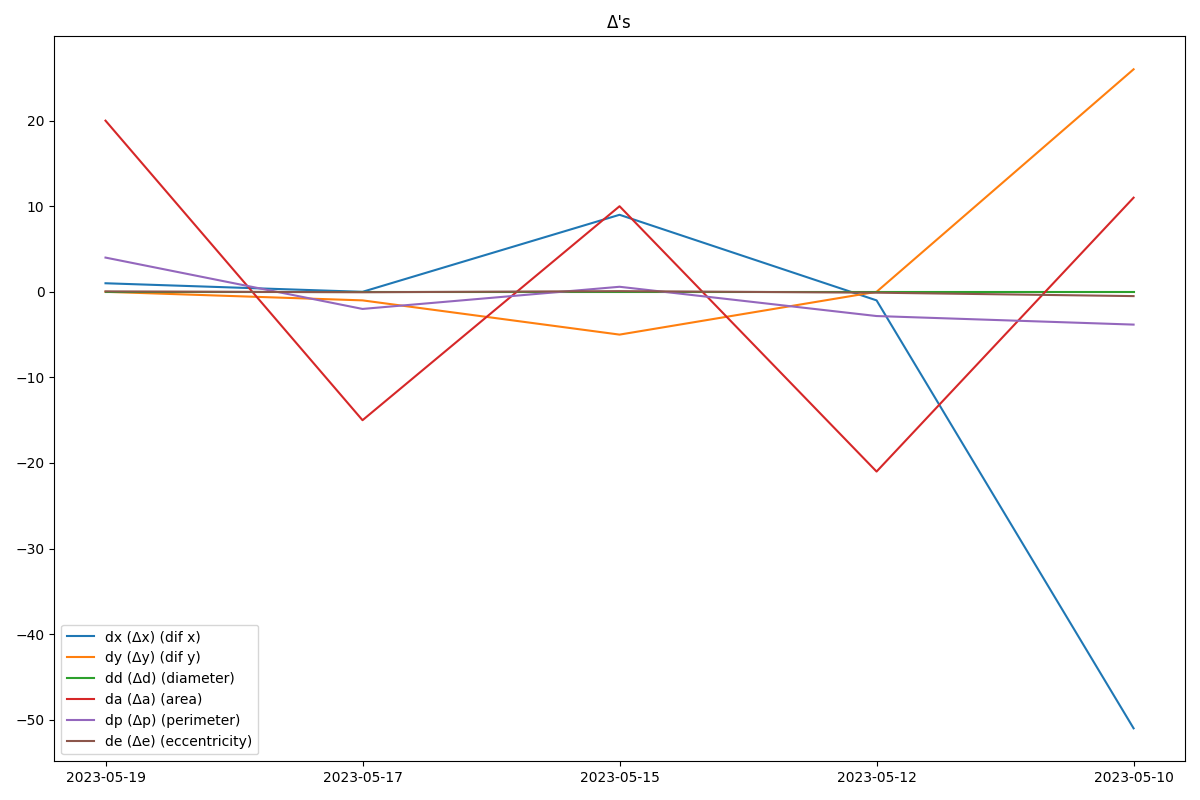 Δ's
20
10
0
−10
−20
−30
−40
−50
dx (Δx) (dif x)
dy (Δy) (dif y)
dd (Δd) (diameter)
da (Δa) (area)
dp (Δp) (perimeter)
de (Δe) (eccentricity)
2023-05-19 2023-05-17 2023-05-15 2023-05-12 2023-05-10